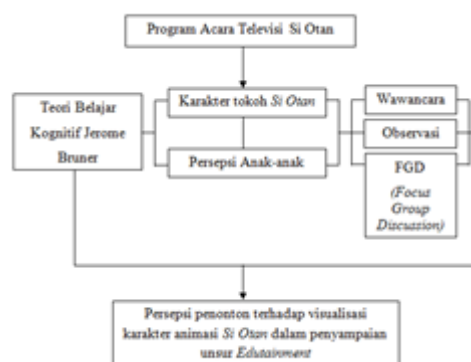 Program Acara Televisi Si Otan
Teori Belajar
Kognitif Jerome
Bruner
Karakter tokoh Si Otan
Persepsi Anak-anak
Wawancara
Observasi
FGD
(Focus
Group
Discussion)
Persepsi penonton terhadap visualisasi
karakter animasi Si Otan dalam penyampaian
unsur Edutainment